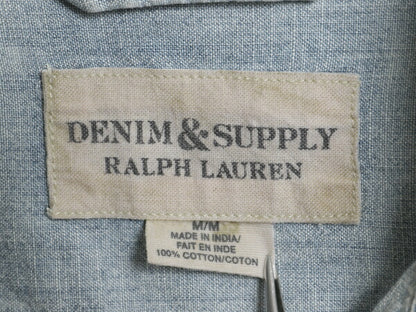 DENIM & SUPPLY
RALPH LAUREN
M/M
MADE IN INDIA/
FAIT EN INDE
100% COTTON/COTON